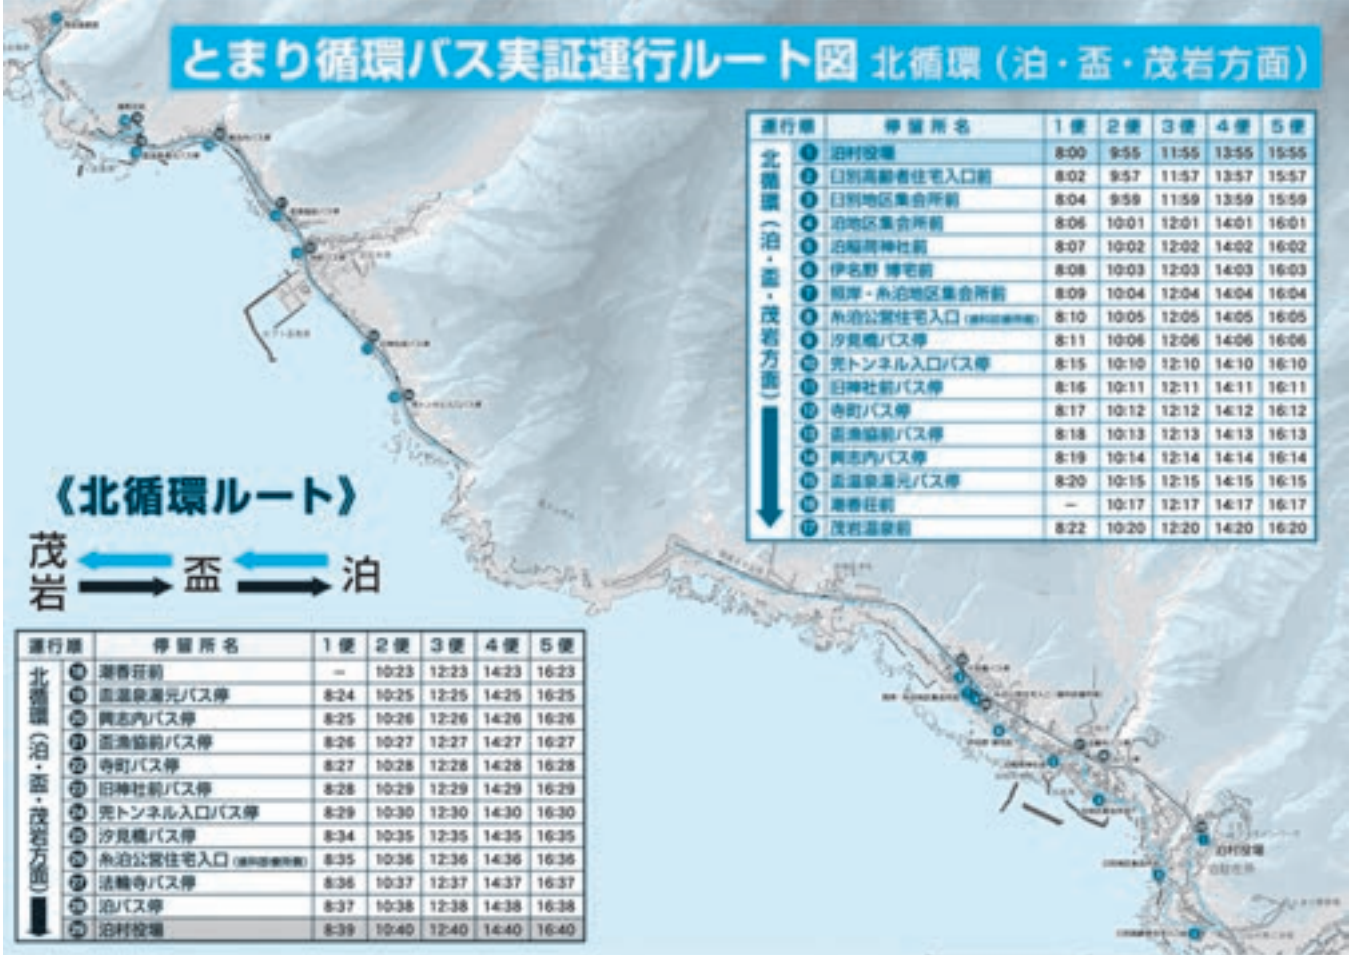 とまり循環バス実証運行ルート図 北循環（泊・盃・茂岩方面）
運行順 停留所名 1便 2便 3便 4便 5便
北循環（泊・盃・茂岩方面）
1 泊村役場 8:00 9:55 11:55 13:55 15:55
2 臼別高齢者住宅入口前 8:02 9:57 11:57 13:57 15:57
3 臼別地区集会所前 8:04 9:59 11:59 13:59 15:59
4 泊地区集会所前 8:06 10:01 12:01 14:01 16:01
5 泊稲荷神社前 8:07 10:02 12:02 14:02 16:02
6 伊名野 博宅前 8:08 10:03 12:03 14:03 16:03
7 照岸・糸泊地区集会所前 8:09 10:04 12:04 14:04 16:04
8 糸泊公営住宅入口 (歯科診療所側) 8:10 10:05 12:05 14:05 16:05
9 汐見橋バス停 8:11 10:06 12:06 14:06 16:06
10 兜トンネル入口バス停 8:15 10:10 12:10 14:10 16:10
11 旧神社前バス停 8:16 10:11 12:11 14:11 16:11
12 寺町バス停 8:17 10:12 12:12 14:12 16:12
13 盃漁協前バス停 8:18 10:13 12:13 14:13 16:13
14 興志内バス停 8:19 10:14 12:14 14:14 16:14
15 盃温泉湯元バス停 8:20 10:15 12:15 14:15 16:15
16 潮香荘前 － 10:17 12:17 14:17 16:17
17 茂岩温泉前 8:22 10:20 12:20 14:20 16:20
《北循環ルート》
茂岩 盃 泊
運行順 停留所名 1便 2便 3便 4便 5便
北循環（泊・盃・茂岩方面）
18 潮香荘前 － 10:23 12:23 14:23 16:23
19 盃温泉湯元バス停 8:24 10:25 12:25 14:25 16:25
20 興志内バス停 8:25 10:26 12:26 14:26 16:26
21 盃漁協前バス停 8:26 10:27 12:27 14:27 16:27
22 寺町バス停 8:27 10:28 12:28 14:28 16:28
23 旧神社前バス停 8:28 10:29 12:29 14:29 16:29
24 兜トンネル入口バス停 8:29 10:30 12:30 14:30 16:30
25 汐見橋バス停 8:34 10:35 12:35 14:35 16:35
26 糸泊公営住宅入口 (歯科診療所側) 8:35 10:36 12:36 14:36 16:36
27 法輪寺バス停 8:36 10:37 12:37 14:37 16:37
28 泊バス停 8:37 10:38 12:38 14:38 16:38
29 泊村役場 8:39 10:40 12:40 14:40 16:40
泊村役場